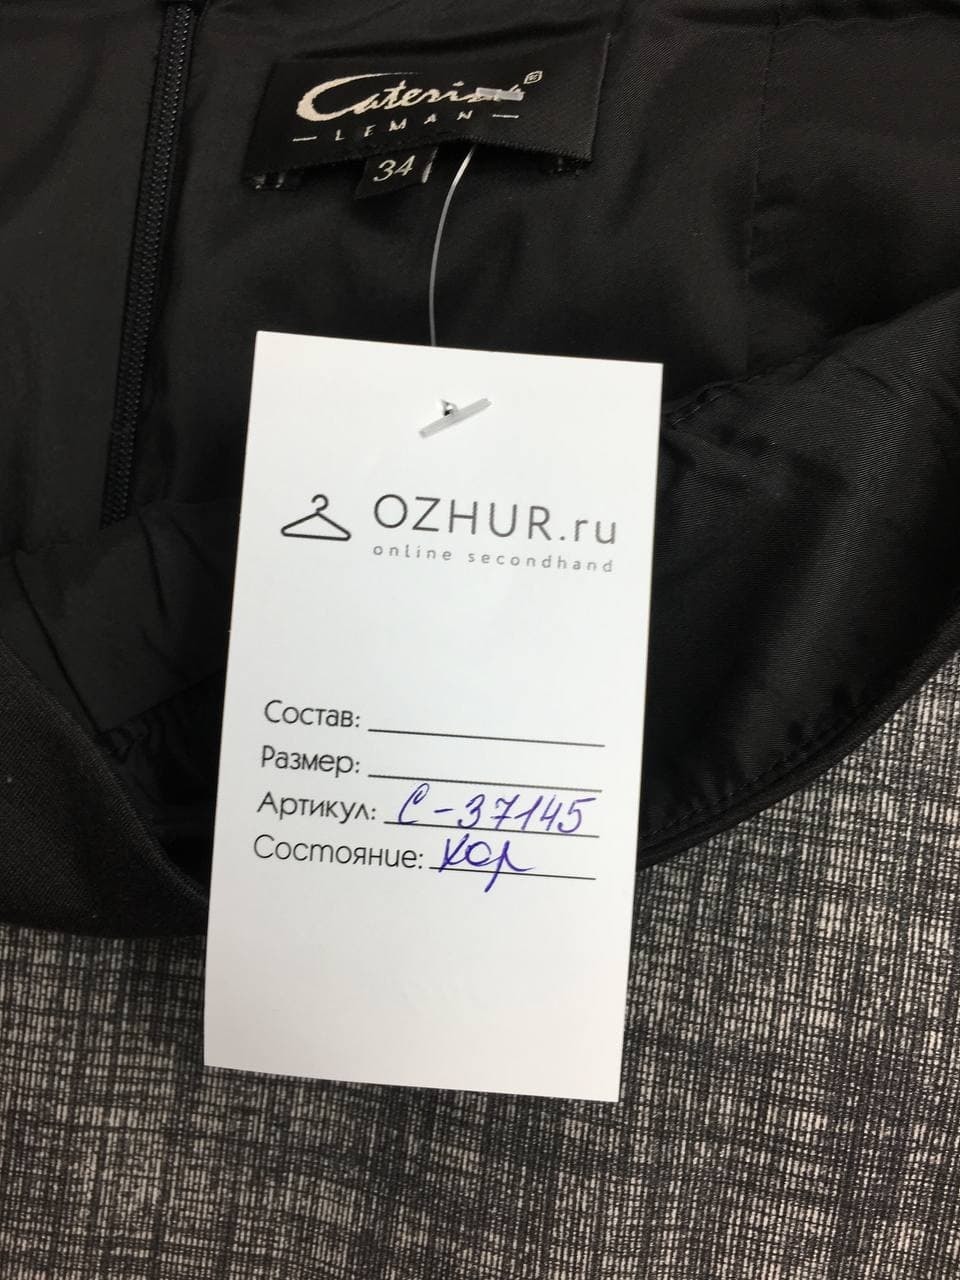 Caterina®
— LEMAN —
34
OZHUR.ru
online secondhand
Состав:
Размер:
Артикул: С-37145
Состояние: хор